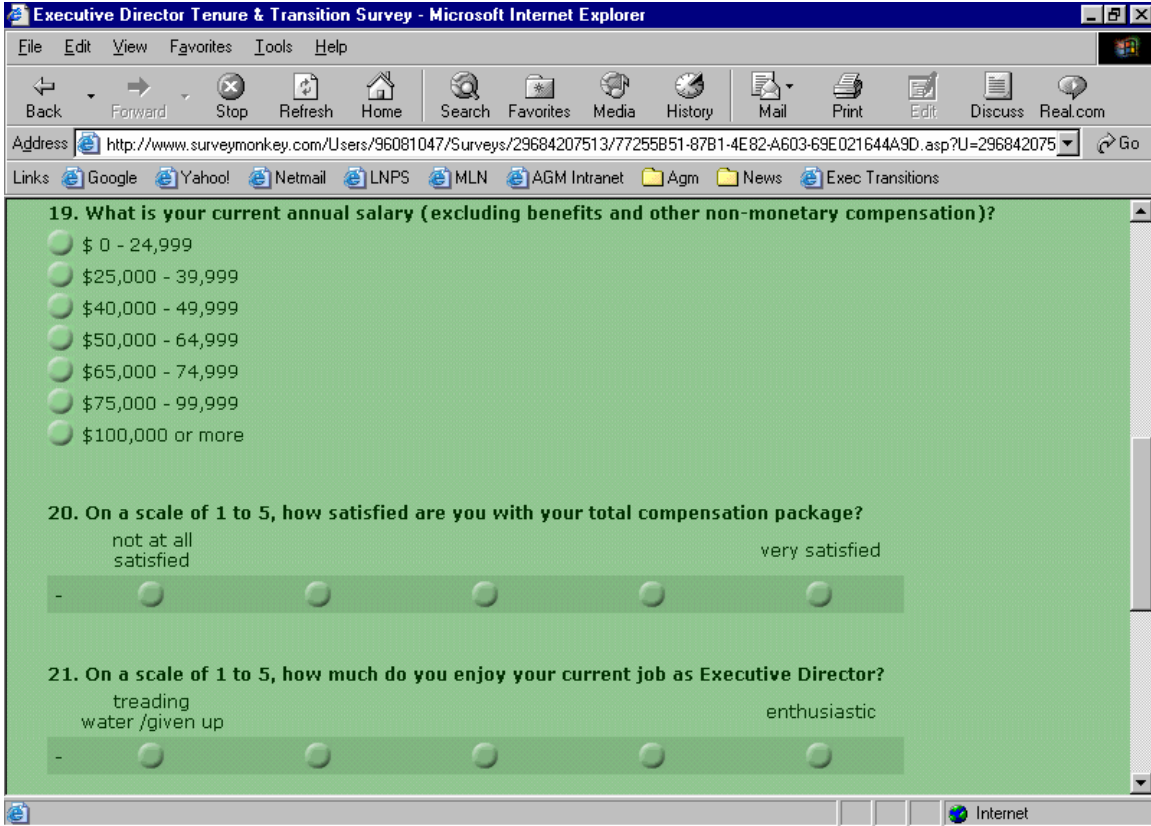 Executive Director Tenure & Transition Survey - Microsoft Internet Explorer
File Edit View Favorites Tools Help
Back Forward Stop Refresh Home Search Favorites Media History Mail Print Edit Discuss Real.com
Address http://www.surveymonkey.com/Users/96081047/Surveys/29684207513/77255B51-87B1-4E82-A603-69E021644A9D.asp?U=296842075 Go
Links Google Yahoo! Netmail LNPS MLN AGM Intranet Agm News Exec Transitions
19. What is your current annual salary (excluding benefits and other non-monetary compensation)?
$ 0 - 24,999
$25,000 - 39,999
$40,000 - 49,999
$50,000 - 64,999
$65,000 - 74,999
$75,000 - 99,999
$100,000 or more
20. On a scale of 1 to 5, how satisfied are you with your total compensation package?
not at all
satisfied
very satisfied
-
21. On a scale of 1 to 5, how much do you enjoy your current job as Executive Director?
treading
water /given up
enthusiastic
-
Internet